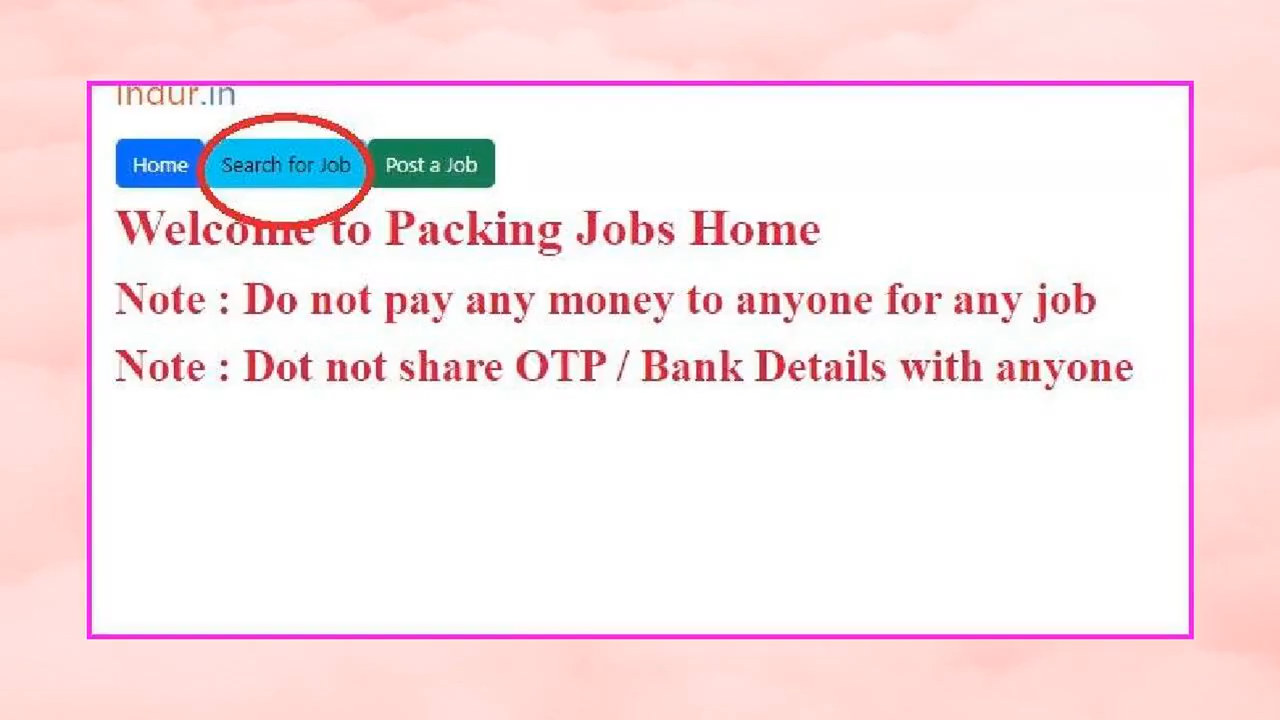 Indur.in
Home Search for Job Post a Job
Welcome to Packing Jobs Home
Note : Do not pay any money to anyone for any job
Note : Dot not share OTP / Bank Details with anyone